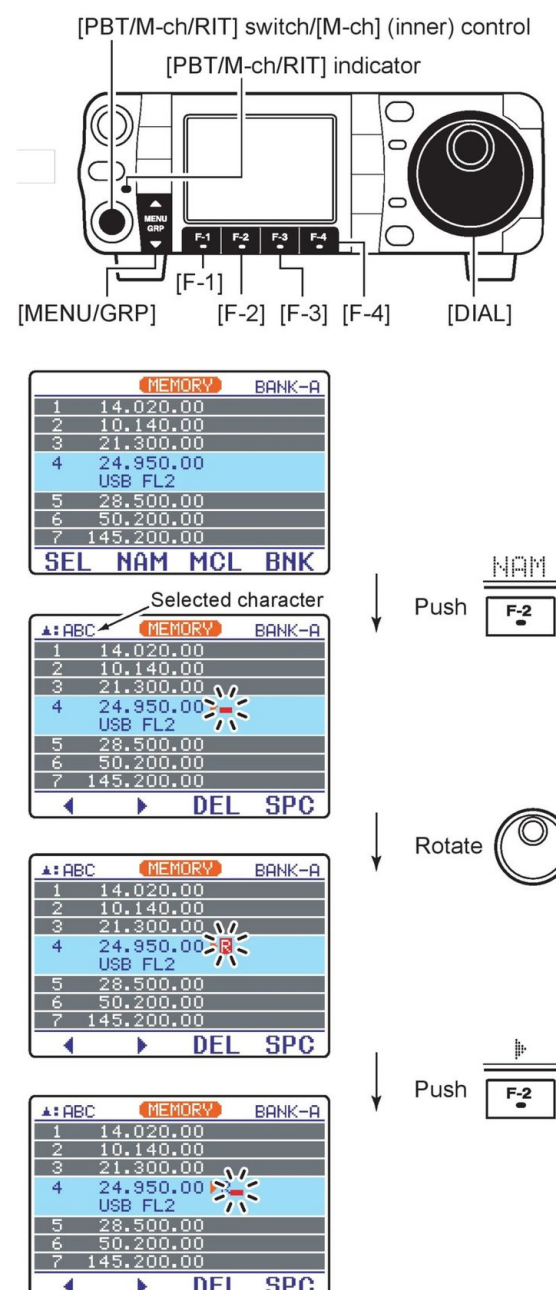 [PBT/M-ch/RIT] switch/[M-ch] (inner) control
[PBT/M-ch/RIT] indicator
MENU
GRP
F-1 F-2 F-3 F-4
[F-1]
[MENU/GRP] [F-2] [F-3] [F-4] [DIAL]
MEMORY BANK-A
1 14.020.00
2 10.140.00
3 21.300.00
4 24.950.00
USB FL2
5 28.500.00
6 50.200.00
7 145.200.00
SEL NAM MCL BNK
NAM
Push F-2
Selected character
▲:ABC MEMORY BANK-A
1 14.020.00
2 10.140.00
3 21.300.00
4 24.950.00
USB FL2
5 28.500.00
6 50.200.00
7 145.200.00
◀ ▶ DEL SPC
Rotate
▲:ABC MEMORY BANK-A
1 14.020.00
2 10.140.00
3 21.300.00
4 24.950.00 R
USB FL2
5 28.500.00
6 50.200.00
7 145.200.00
◀ ▶ DEL SPC
▶
Push F-2
▲:ABC MEMORY BANK-A
1 14.020.00
2 10.140.00
3 21.300.00
4 24.950.00 R
USB FL2
5 28.500.00
6 50.200.00
7 145.200.00
◀ ▶ DEL SPC